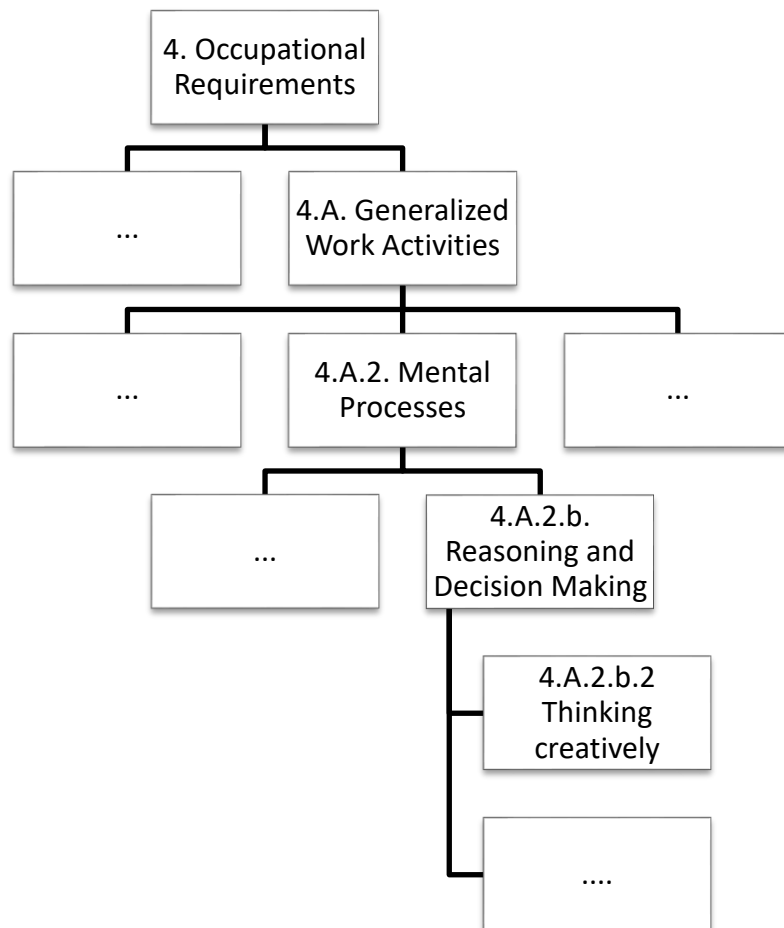 4. Occupational
Requirements
...
4.A. Generalized
Work Activities
...
4.A.2. Mental
Processes
...
...
4.A.2.b.
Reasoning and
Decision Making
4.A.2.b.2
Thinking
creatively
....